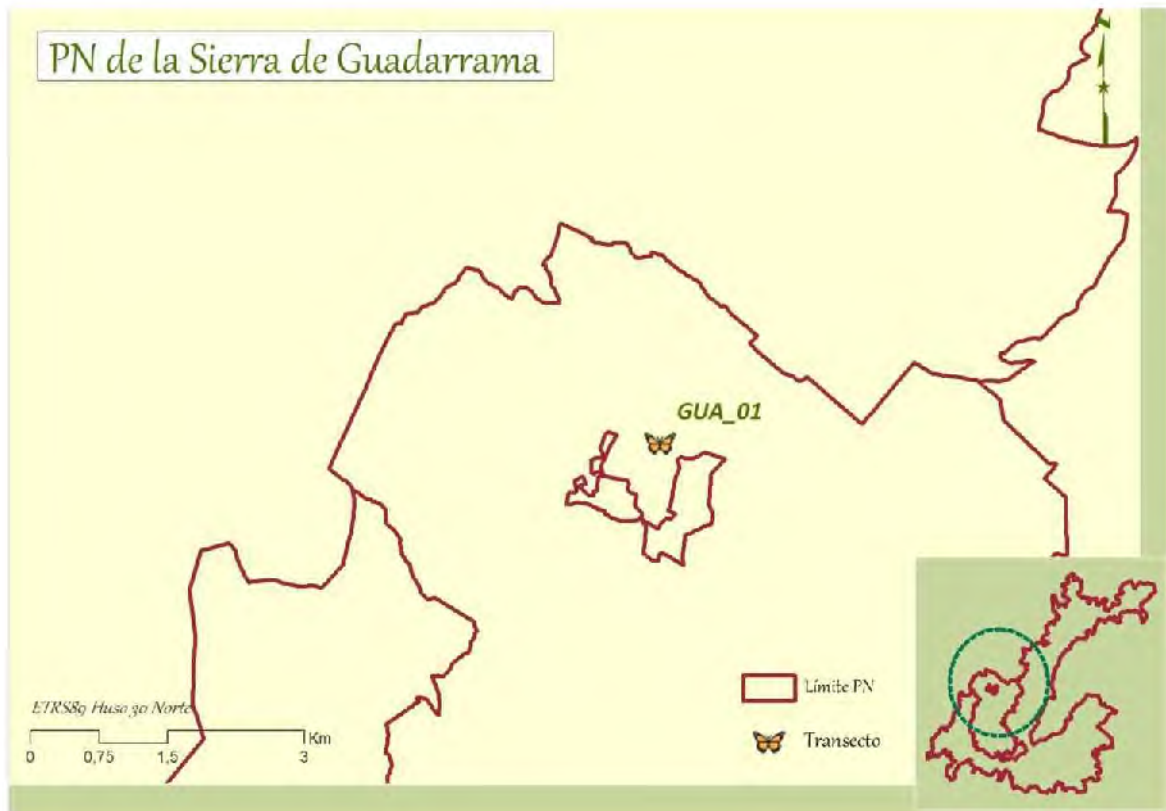 PN de la Sierra de Guadarrama
GUA_01
Límite PN
Transecto
ETRS89 Huso 30 Norte
Km
0 0,75 1,5 3